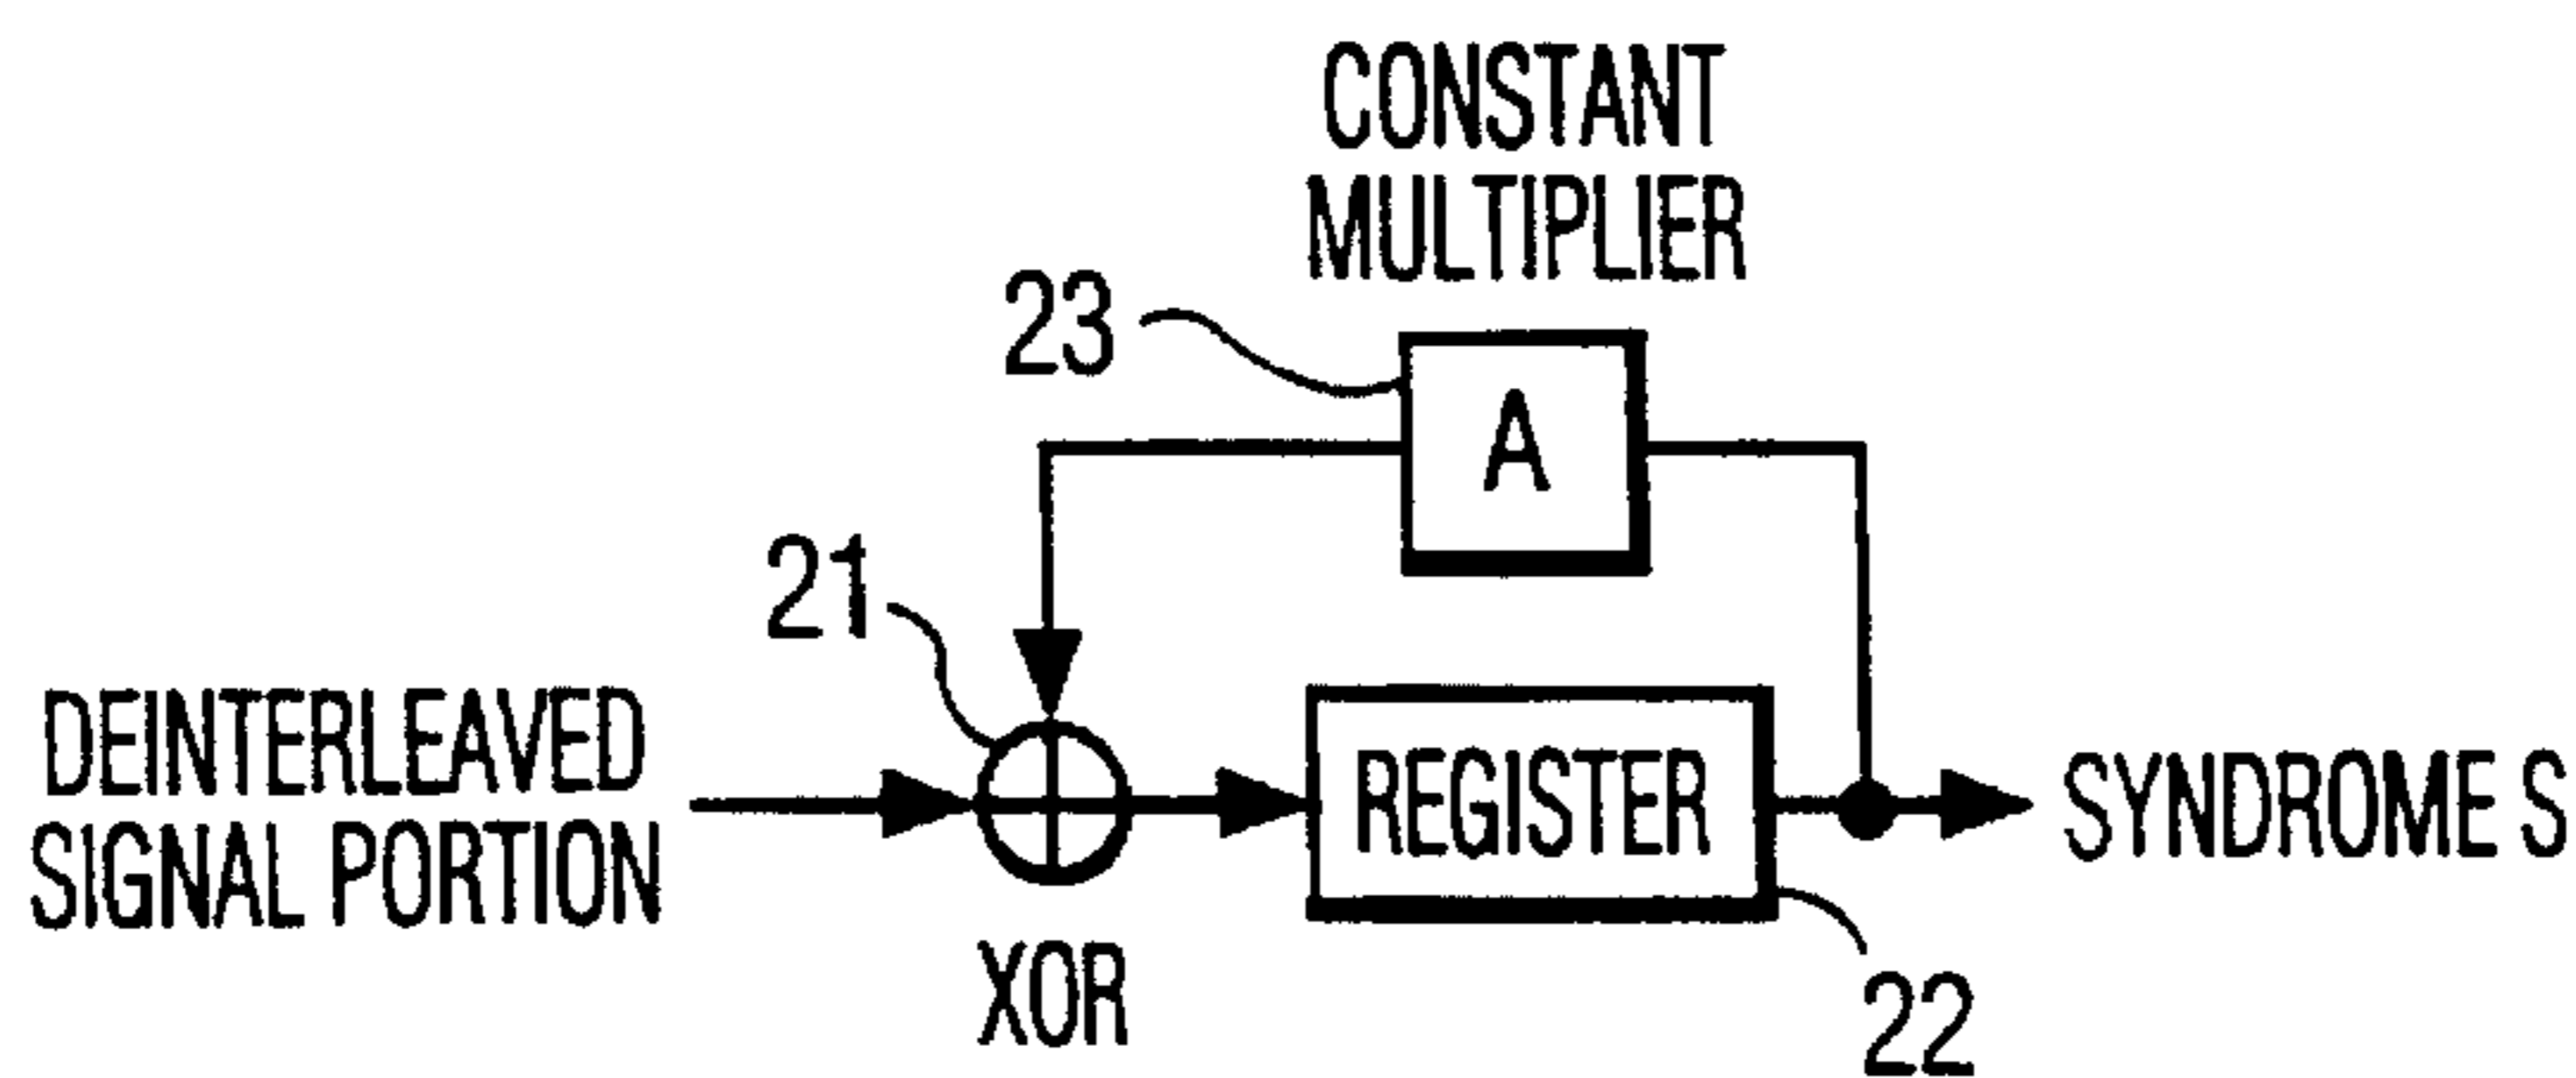 CONSTANT
MULTIPLIER
23
A
21
DEINTERLEAVED
SIGNAL PORTION
REGISTER
SYNDROME S
XOR
22